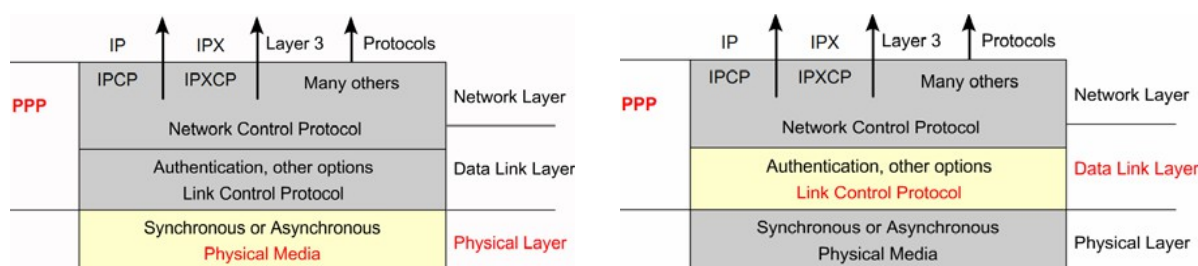 IP IPX Layer 3 Protocols
IPCP IPXCP Many others
PPP Network Layer
Network Control Protocol
Authentication, other options Data Link Layer
Link Control Protocol
Synchronous or Asynchronous
Physical Media Physical Layer
IP IPX Layer 3 Protocols
IPCP IPXCP Many others
PPP Network Layer
Network Control Protocol
Authentication, other options Data Link Layer
Link Control Protocol
Synchronous or Asynchronous
Physical Media Physical Layer